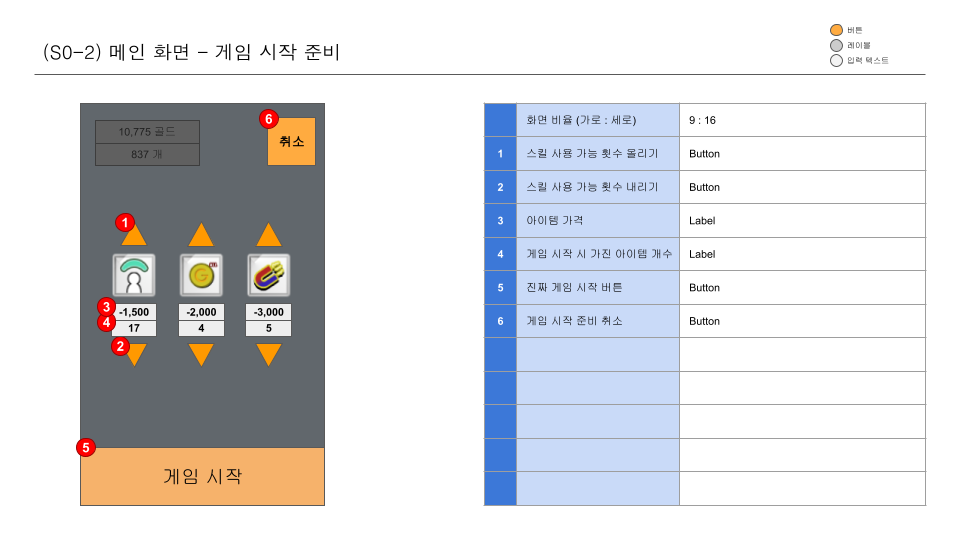 (S0-2) 메인 화면 - 게임 시작 준비
버튼
레이블
입력 텍스트
10,775 골드
837 개
6
취소
1
3
-1,500 -2,000 -3,000
4
17 4 5
2
5
게임 시작
화면 비율 (가로 : 세로) 9 : 16
1 스킬 사용 가능 횟수 올리기 Button
2 스킬 사용 가능 횟수 내리기 Button
3 아이템 가격 Label
4 게임 시작 시 가진 아이템 개수 Label
5 진짜 게임 시작 버튼 Button
6 게임 시작 준비 취소 Button